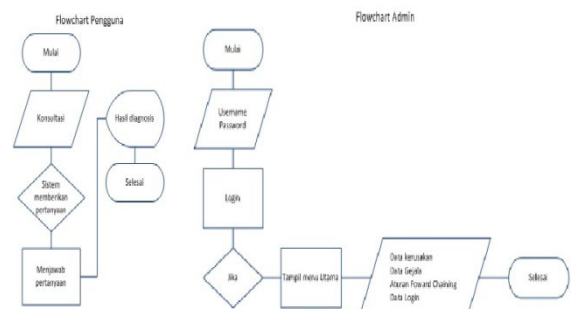 Flowchart Pengguna
Mulai
Konsultasi
Sistem
memberikan
pertanyaan
Menjawab
pertanyaan
Hasil diagnosis
Selesai
Flowchart Admin
Mulai
Username
Password
Login
Jika
Tampil menu Utama
Data kerusakan
Data Gejala
Aturan Foward Chaining
Data Login
Selesai